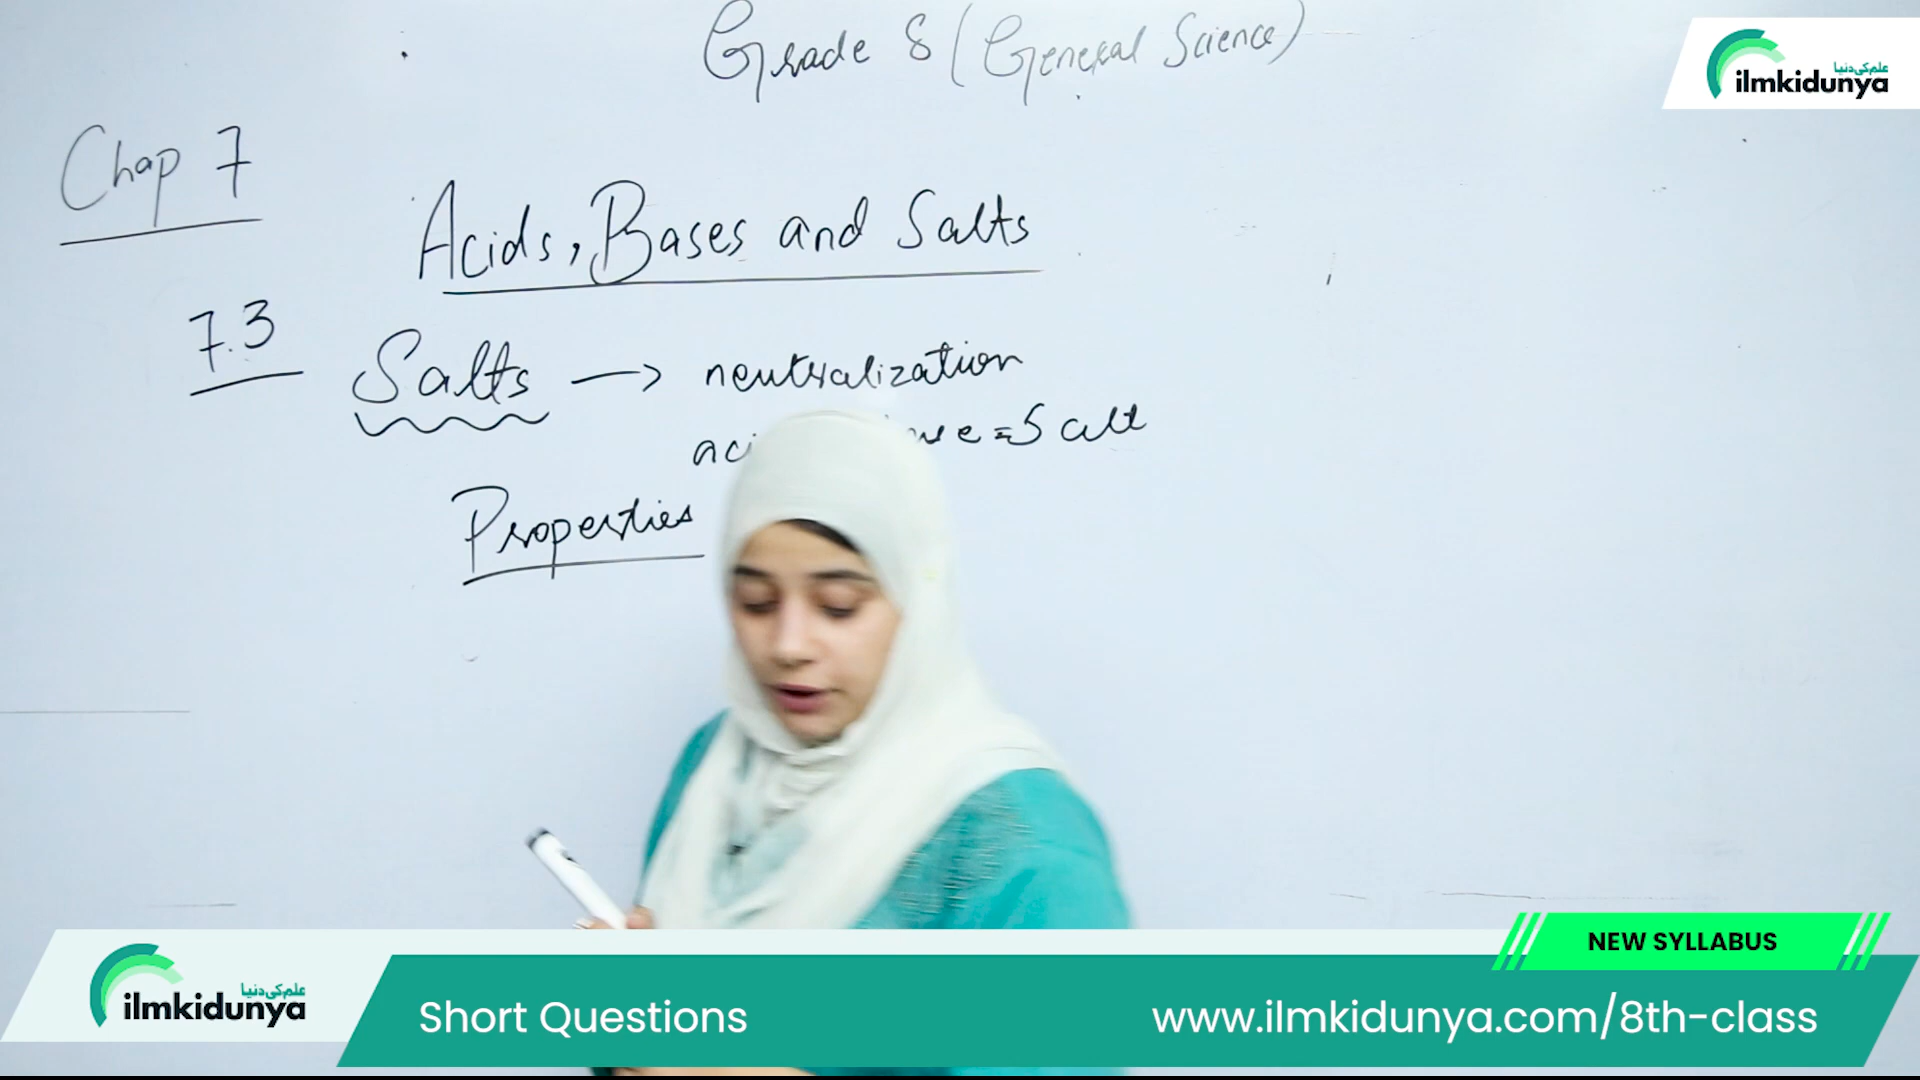 Grade 8 (General Science)
علم کی دنیا
ilmkidunya
Chap 7
Acids, Bases and Salts
7.3
Salts → neutralization
= Salt
Properties
NEW SYLLABUS
علم کی دنیا
ilmkidunya
Short Questions
www.ilmkidunya.com/8th-class